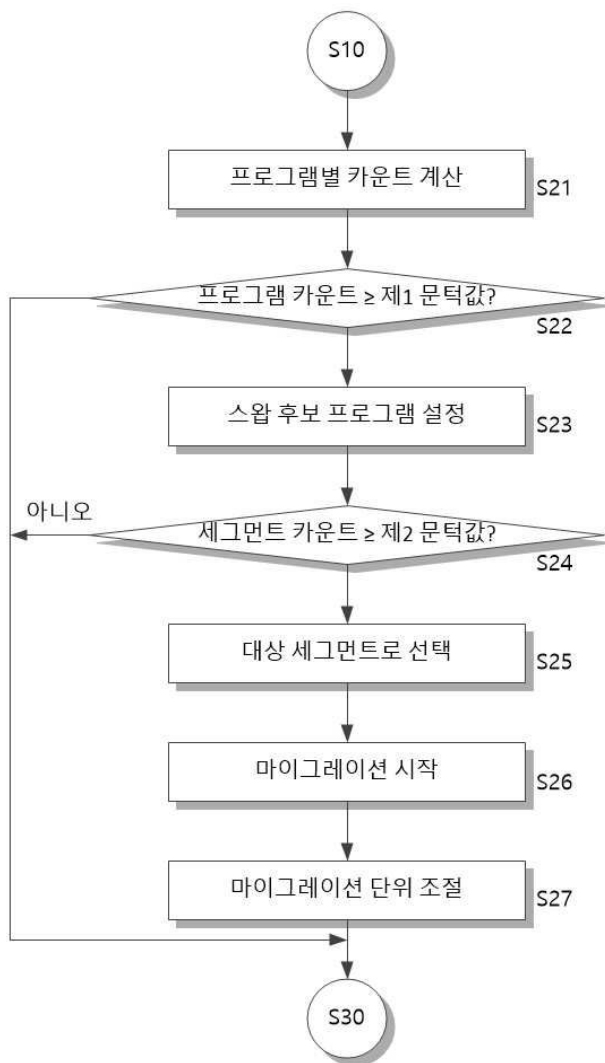 S10
프로그램별 카운트 계산
S21
프로그램 카운트 ≥ 제1 문턱값?
S22
스왑 후보 프로그램 설정
S23
아니오
세그먼트 카운트 ≥ 제2 문턱값?
S24
대상 세그먼트로 선택
S25
마이그레이션 시작
S26
마이그레이션 단위 조절
S27
S30